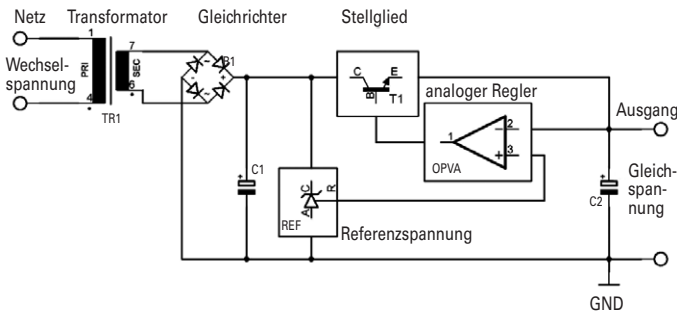 Netz
Transformator
Gleichrichter
Stellglied
1
7
Wechsel-
spannung
PRI
SEC
4
6
TR1
~
B1
-
+
~
C
E
B
T1
analoger Regler
1
-
2
+
3
OPVA
Ausgang
+
C1
C
R
A
REF
Referenzspannung
+
C2
Gleich-
span-
nung
GND